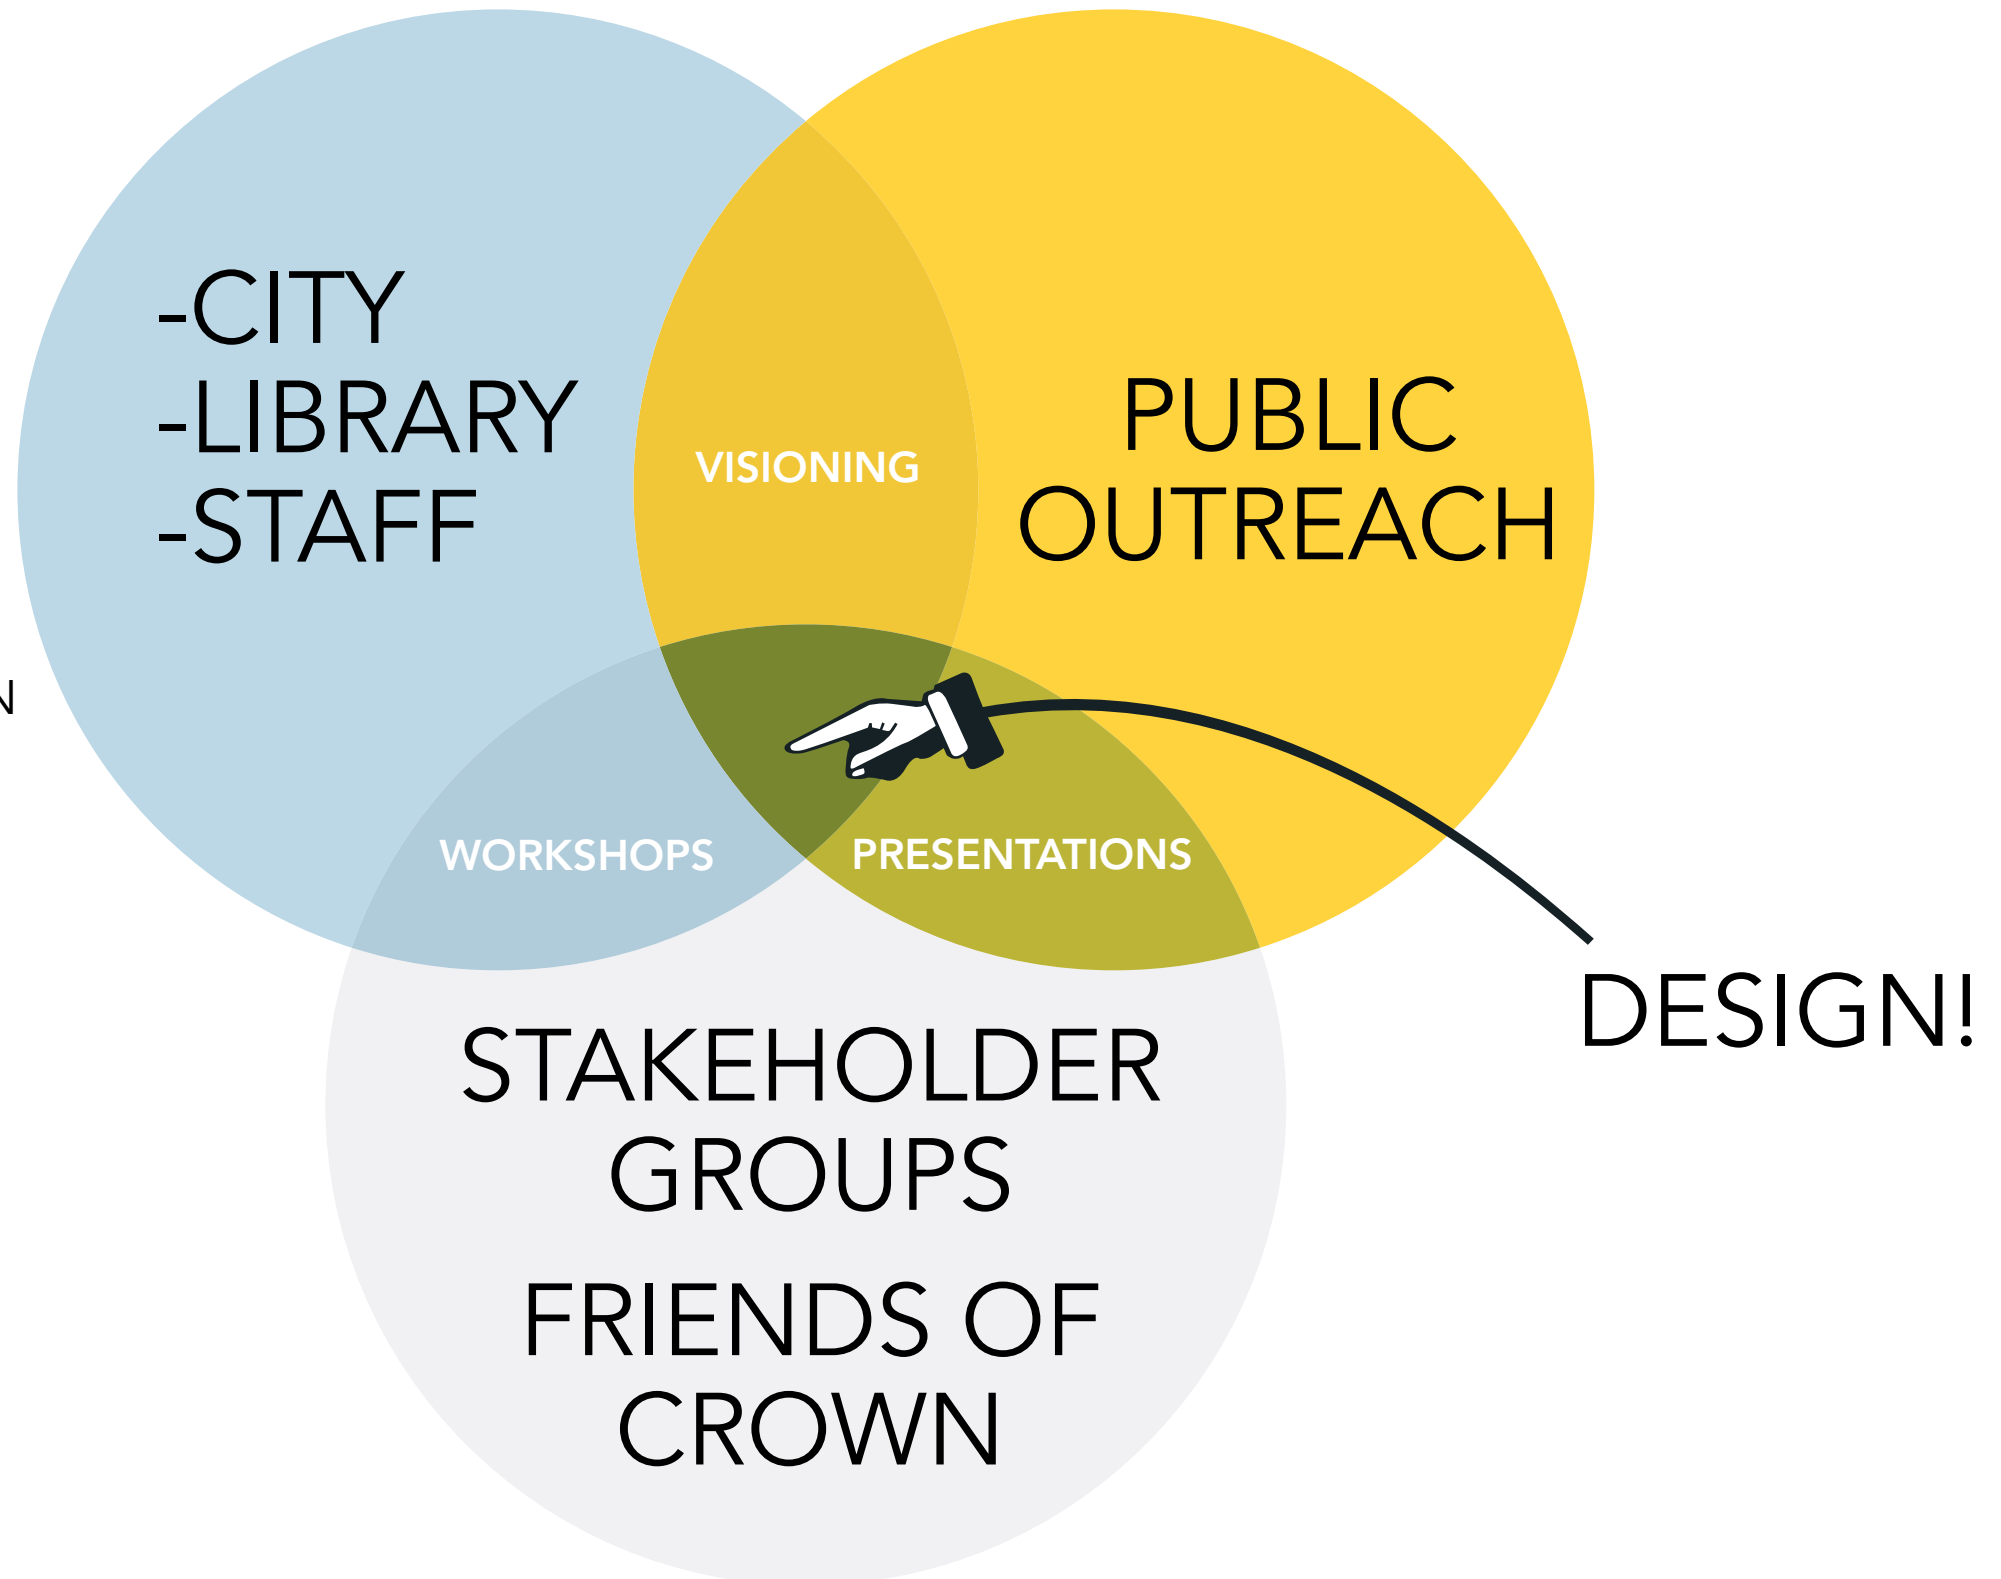 -CITY
-LIBRARY
-STAFF
VISIONING
PUBLIC
OUTREACH
N
WORKSHOPS
PRESENTATIONS
DESIGN!
STAKEHOLDER
GROUPS
FRIENDS OF
CROWN